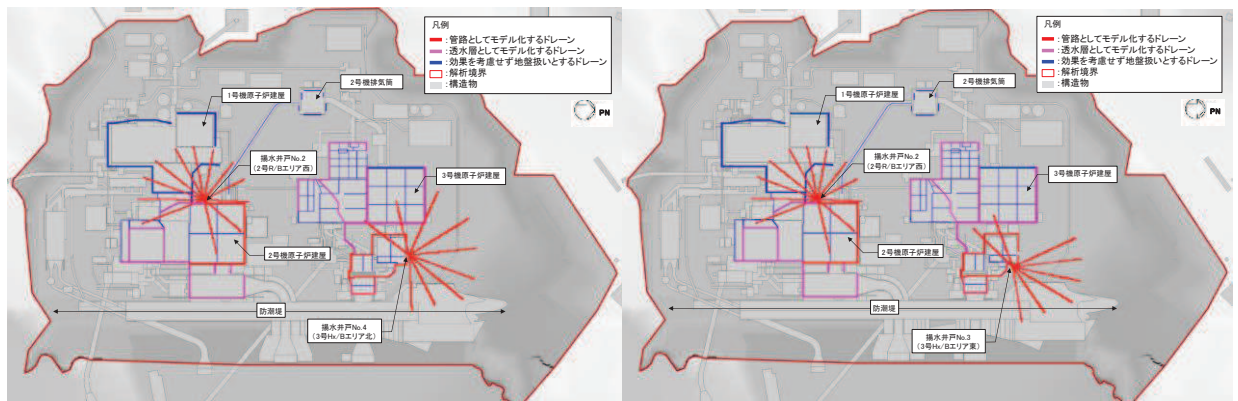 凡例
:管路としてモデル化するドレーン
:透水層としてモデル化するドレーン
:効果を考慮せず地盤扱いとするドレーン
:解析境界
:構造物
PN
2号機排気筒
1号機原子炉建屋
揚水井戸No.2
(2号R/Bエリア西)
3号機原子炉建屋
2号機原子炉建屋
防潮堤
揚水井戸No.4
(3号Hx/Bエリア北)
凡例
:管路としてモデル化するドレーン
:透水層としてモデル化するドレーン
:効果を考慮せず地盤扱いとするドレーン
:解析境界
:構造物
PN
2号機排気筒
1号機原子炉建屋
揚水井戸No.2
(2号R/Bエリア西)
3号機原子炉建屋
2号機原子炉建屋
防潮堤
揚水井戸No.3
(3号Hx/Bエリア東)